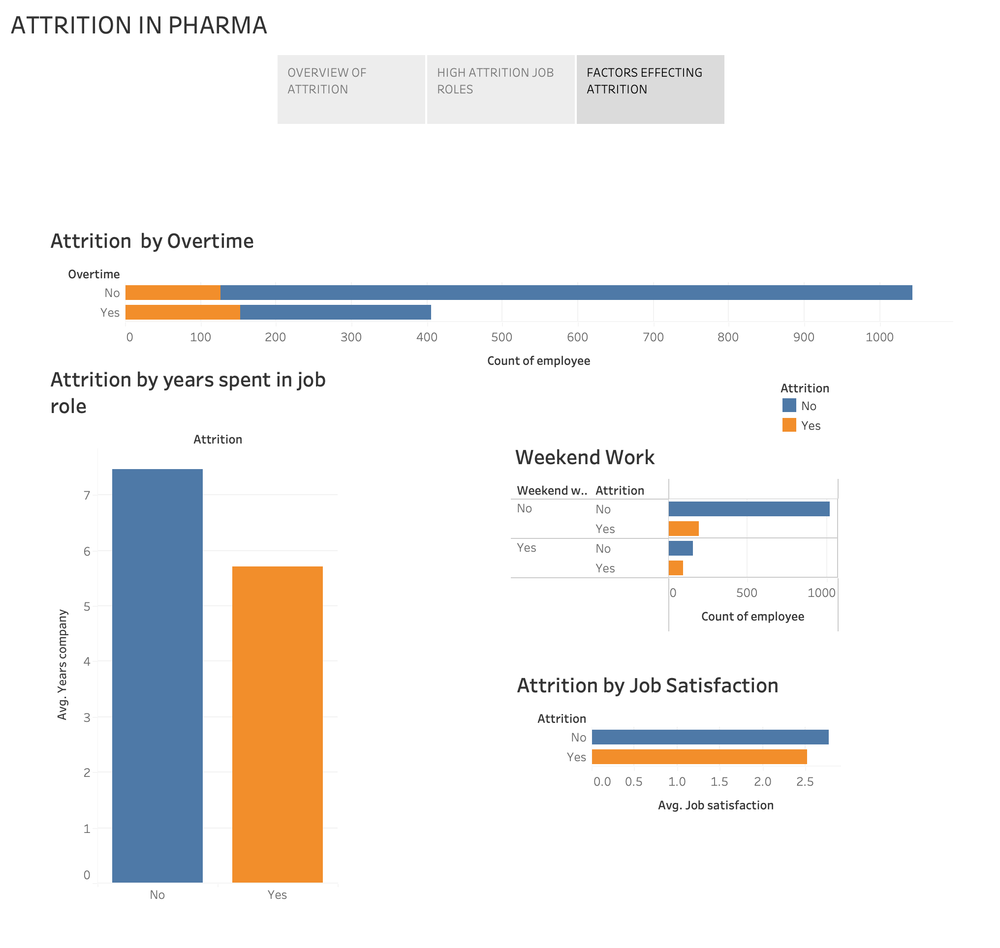 ATTRITION IN PHARMA
OVERVIEW OF
ATTRITION
HIGH ATTRITION JOB
ROLES
FACTORS EFFECTING
ATTRITION
Attrition  by Overtime
Overtime
No
Yes
0 100 200 300 400 500 600 700 800 900 1000
Count of employee
Attrition by years spent in job
role
Attrition
Avg. Years company
7
6
5
4
3
2
1
0
No Yes
Attrition
No
Yes
Weekend Work
Weekend w.. Attrition
No No
Yes
Yes No
Yes
0 500 1000
Count of employee
Attrition by Job Satisfaction
Attrition
No
Yes
0.0 0.5 1.0 1.5 2.0 2.5
Avg. Job satisfaction